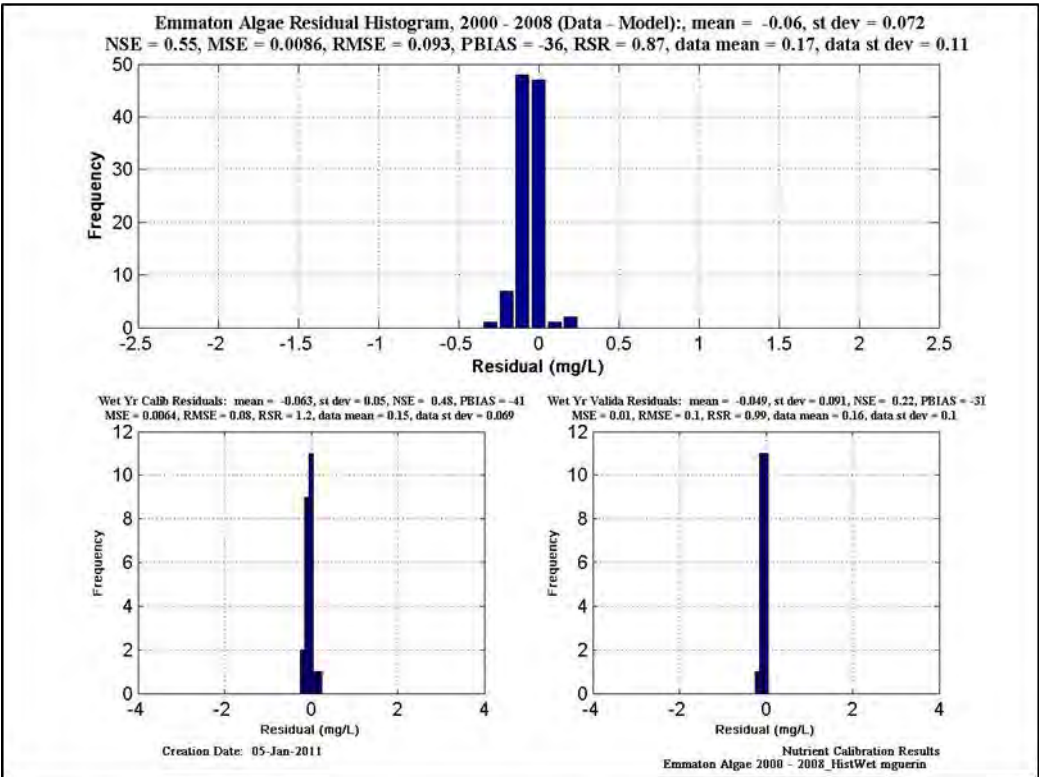 Emmaton Algae Residual Histogram, 2000 - 2008 (Data - Model):, mean = -0.06, st dev = 0.072
NSE = 0.55, MSE = 0.0086, RMSE = 0.093, PBIAS = -36, RSR = 0.87, data mean = 0.17, data st dev = 0.11
50
40
30
20
10
0
Frequency
-2.5 -2 -1.5 -1 -0.5 0 0.5 1 1.5 2 2.5
Residual (mg/L)
Wet Yr Calib Residuals: mean = -0.063, st dev = 0.05, NSE = 0.48, PBIAS = -41
MSE = 0.0064, RMSE = 0.08, RSR = 1.2, data mean = 0.15, data st dev = 0.069
12
10
8
6
4
2
0
Frequency
-4 -2 0 2 4
Residual (mg/L)
Wet Yr Valida Residuals: mean = -0.049, st dev = 0.091, NSE = 0.22, PBIAS = -31
MSE = 0.01, RMSE = 0.1, RSR = 0.99, data mean = 0.16, data st dev = 0.1
12
10
8
6
4
2
0
Frequency
-4 -2 0 2 4
Residual (mg/L)
Creation Date: 05-Jan-2011
Nutrient Calibration Results
Emmaton Algae 2000 - 2008_HistWet mguerin